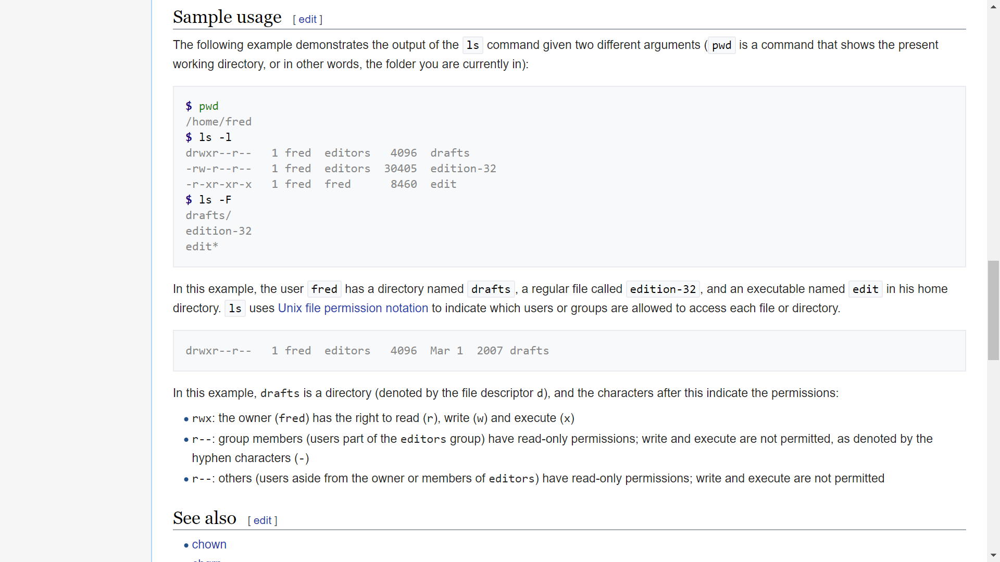 Sample usage [ edit ]
The following example demonstrates the output of the ls command given two different arguments (pwd is a command that shows the present
working directory, or in other words, the folder you are currently in):
$ pwd
/home/fred
$ ls -l
drwxr--r--   1 fred  editors   4096  drafts
-rw-r--r--   1 fred  editors  30405  edition-32
-r-xr-xr-x   1 fred  fred      8460  edit
$ ls -F
drafts/
edition-32
edit*
In this example, the user fred has a directory named drafts, a regular file called edition-32, and an executable named edit in his home
directory. ls uses Unix file permission notation to indicate which users or groups are allowed to access each file or directory.
drwxr--r--   1 fred  editors   4096  Mar 1  2007 drafts
In this example, drafts is a directory (denoted by the file descriptor d), and the characters after this indicate the permissions:
• rwx: the owner (fred) has the right to read (r), write (w) and execute (x)
• r--: group members (users part of the editors group) have read-only permissions; write and execute are not permitted, as denoted by the
hyphen characters (-)
• r--: others (users aside from the owner or members of editors) have read-only permissions; write and execute are not permitted
See also [ edit ]
• chown